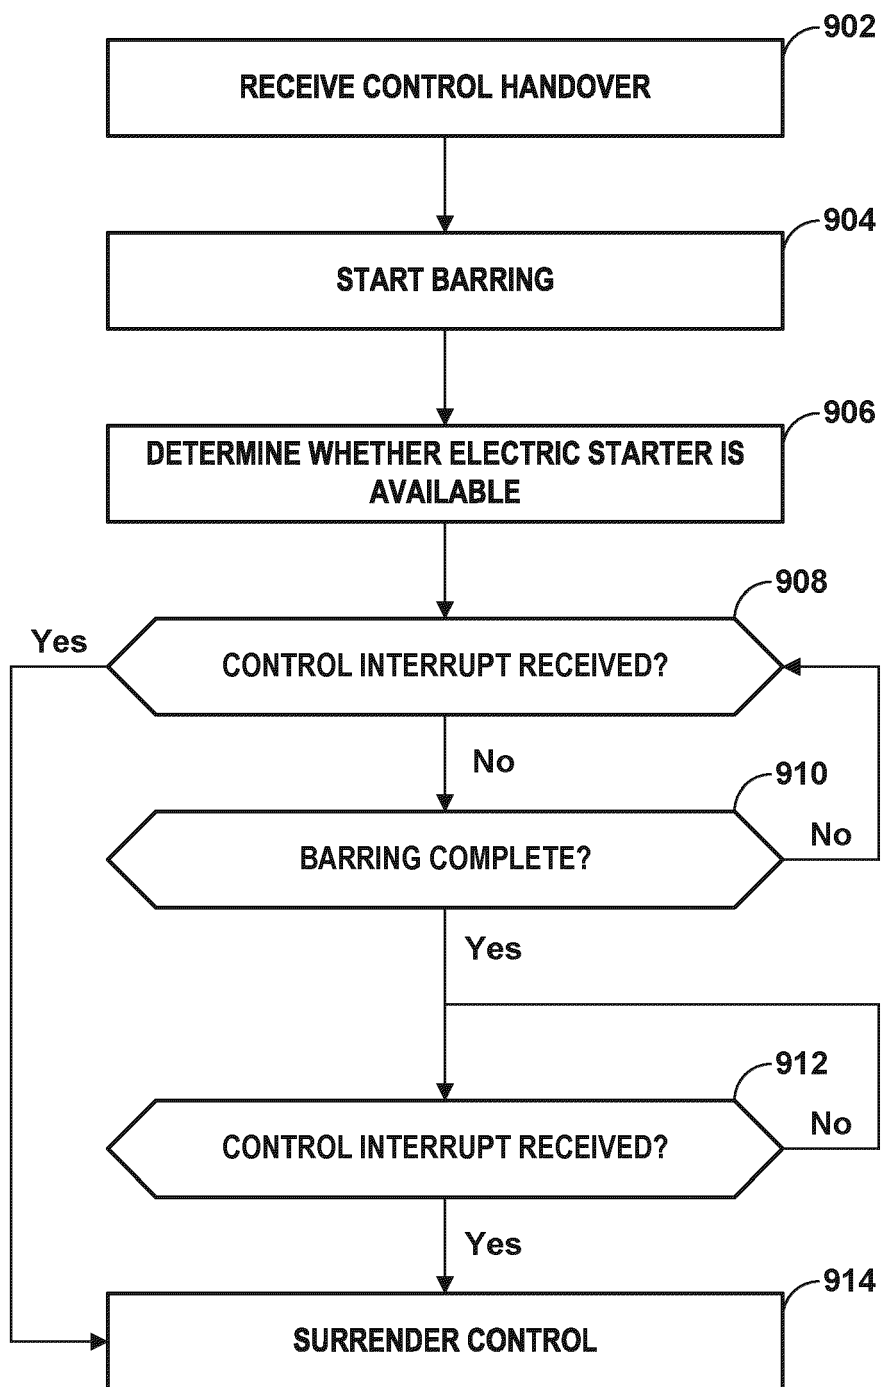 902
RECEIVE CONTROL HANDOVER
904
START BARRING
906
DETERMINE WHETHER ELECTRIC STARTER IS
AVAILABLE
908
Yes
CONTROL INTERRUPT RECEIVED?
No
910
No
BARRING COMPLETE?
Yes
912
No
CONTROL INTERRUPT RECEIVED?
Yes
914
SURRENDER CONTROL